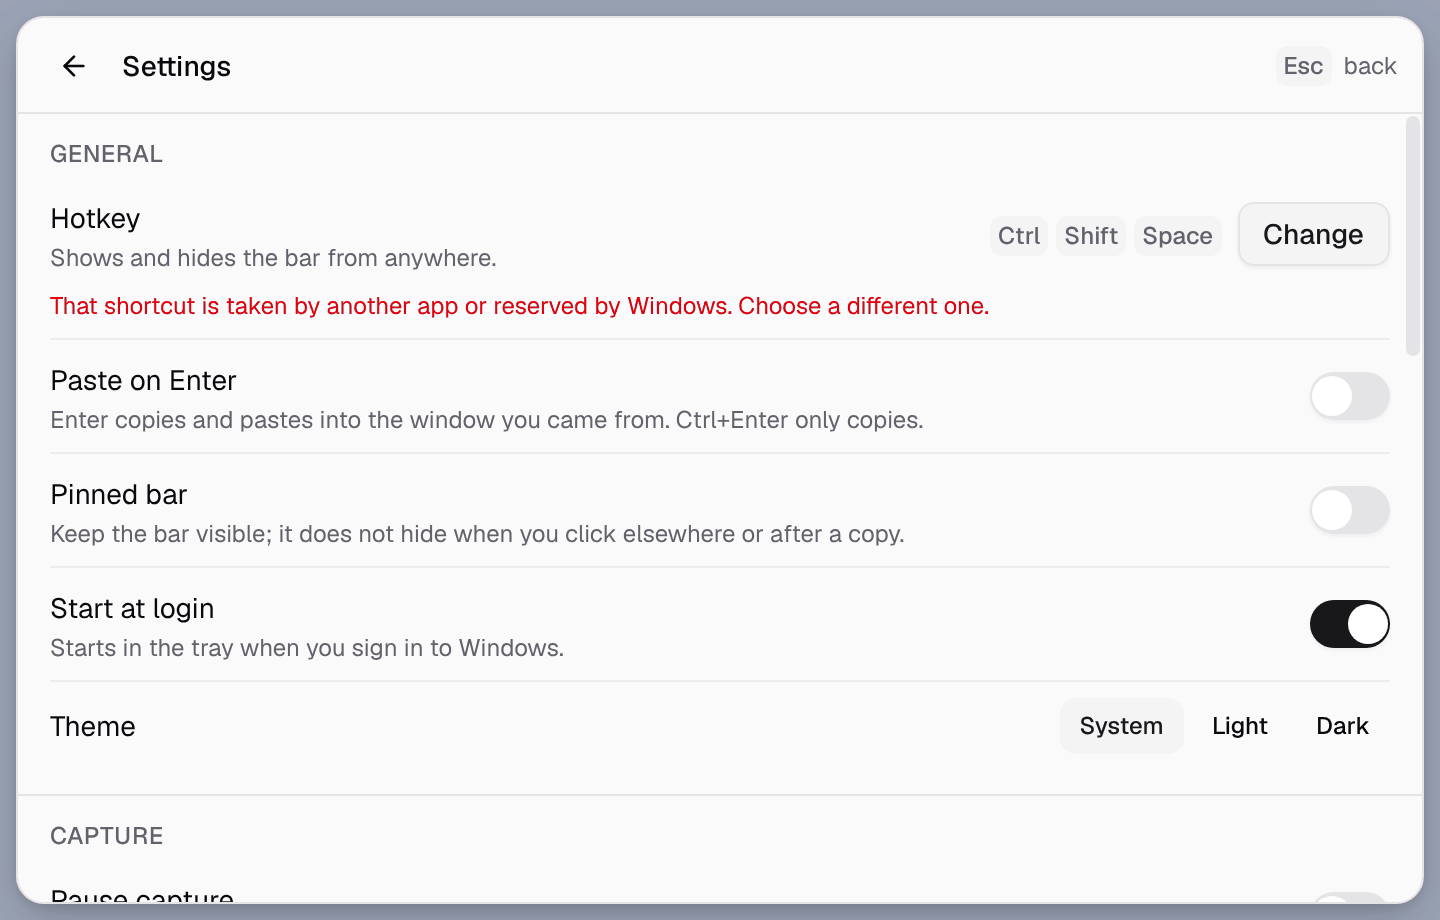 Settings
Esc back
GENERAL
Hotkey
Ctrl Shift Space Change
Shows and hides the bar from anywhere.
That shortcut is taken by another app or reserved by Windows. Choose a different one.
Paste on Enter
Enter copies and pastes into the window you came from. Ctrl+Enter only copies.
Pinned bar
Keep the bar visible; it does not hide when you click elsewhere or after a copy.
Start at login
Starts in the tray when you sign in to Windows.
Theme
System Light Dark
CAPTURE
Pause capture